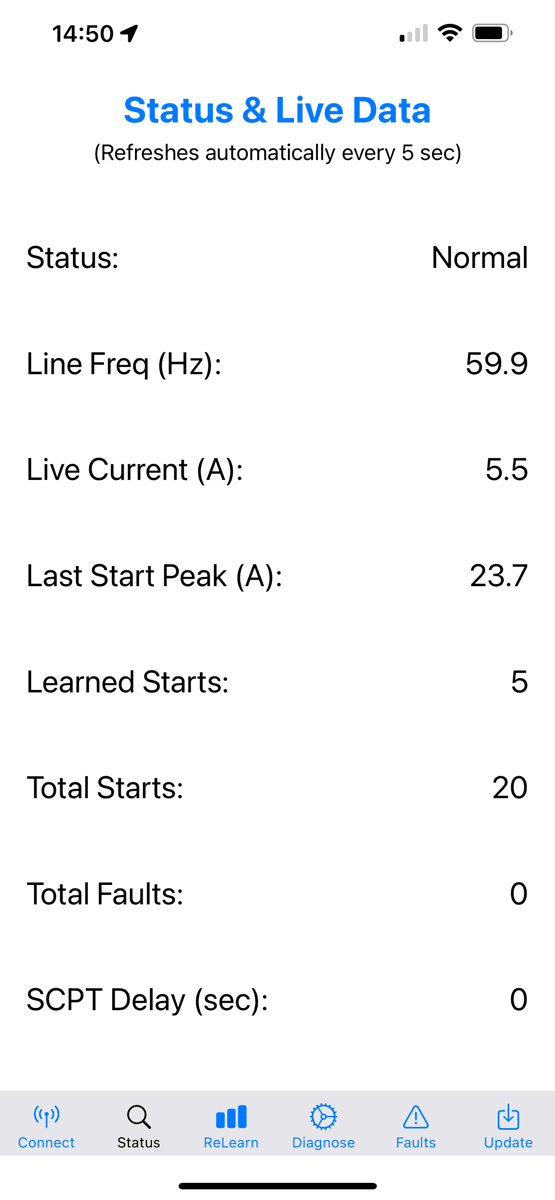 14:50
Status & Live Data
(Refreshes automatically every 5 sec)
Status: Normal
Line Freq (Hz): 59.9
Live Current (A): 5.5
Last Start Peak (A): 23.7
Learned Starts: 5
Total Starts: 20
Total Faults: 0
SCPT Delay (sec): 0
Connect Status ReLearn Diagnose Faults Update